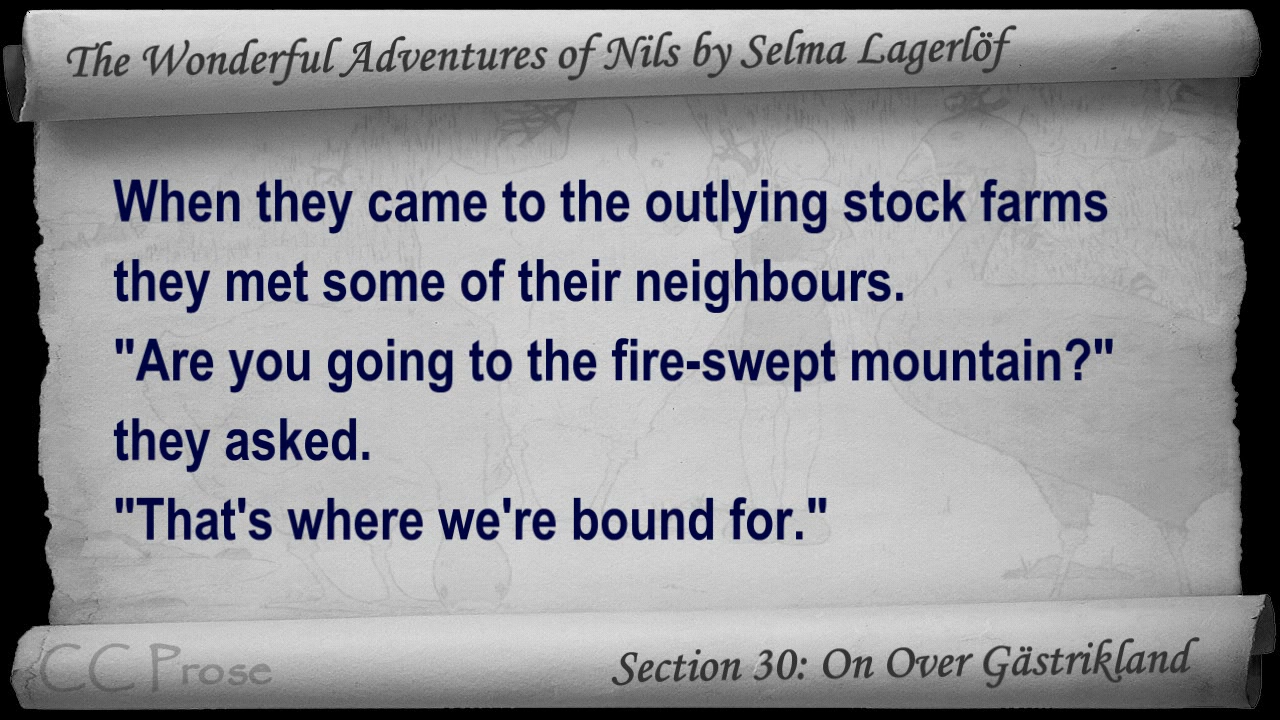 The Wonderful Adventures of Nils by Selma Lagerlöf
When they came to the outlying stock farms
they met some of their neighbours.
"Are you going to the fire-swept mountain?"
they asked.
"That's where we're bound for."
CC Prose
Section 30: On Over Gästrikland